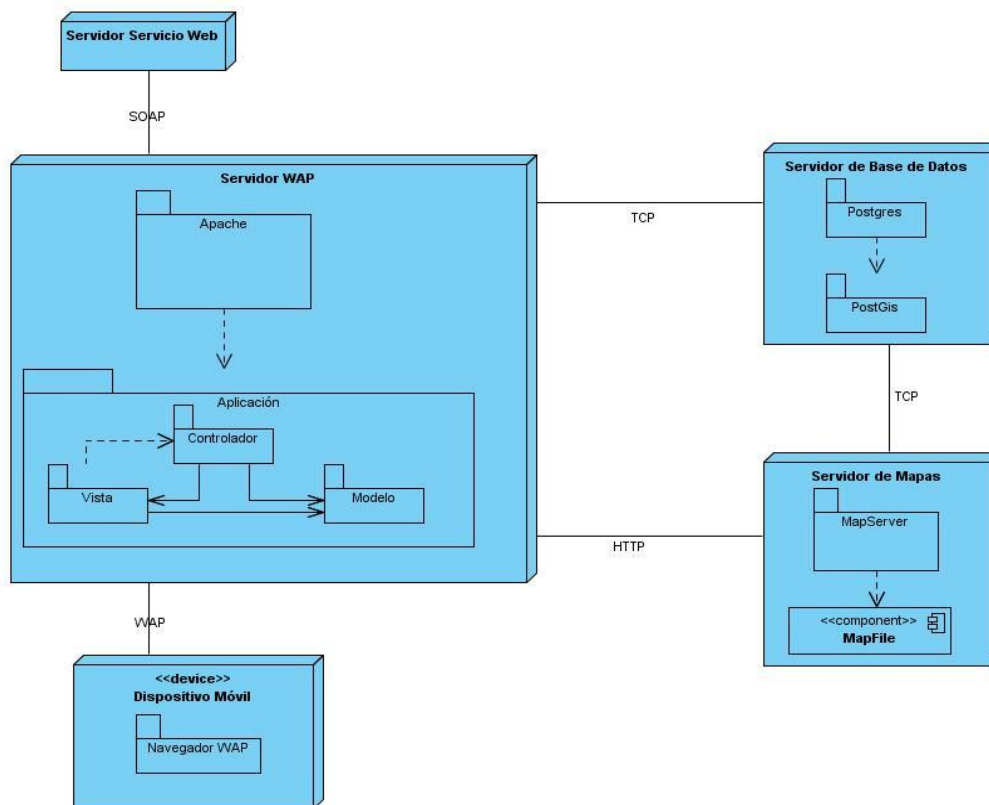 Servidor Servicio Web
SOAP
Servidor WAP
Apache
Aplicación
Controlador
Vista
Modelo
TCP
Servidor de Base de Datos
Postgres
PostGis
TCP
HTTP
Servidor de Mapas
MapServer
<<component>>
MapFile
WAP
<<device>>
Dispositivo Móvil
Navegador WAP